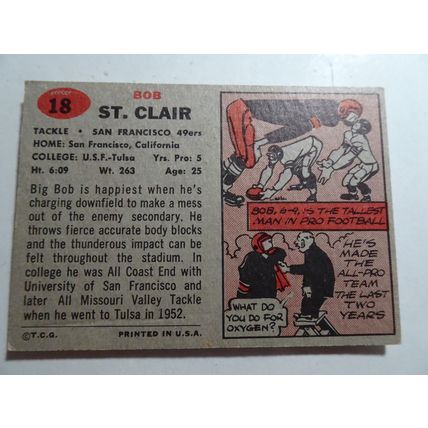 18
BOB
ST. CLAIR
TACKLE • SAN FRANCISCO 49ers
HOME: San Francisco, California
COLLEGE: U.S.F.-Tulsa Yrs. Pro: 5
Ht. 6:09 Wt. 263 Age: 25
Big Bob is happiest when he's
charging downfield to make a mess
out of the enemy secondary. He
throws fierce accurate body blocks
and the thunderous impact can be
felt throughout the stadium. In
college he was All Coast End with
University of San Francisco and
later All Missouri Valley Tackle
when he went to Tulsa in 1952.
©T.C.G. PRINTED IN U.S.A.
BOB, 6-9, IS THE TALLEST
MAN IN PRO FOOTBALL
HE'S
MADE
THE
ALL-PRO
TEAM
THE LAST
TWO
YEARS
WHAT DO
YOU DO FOR
OXYGEN?